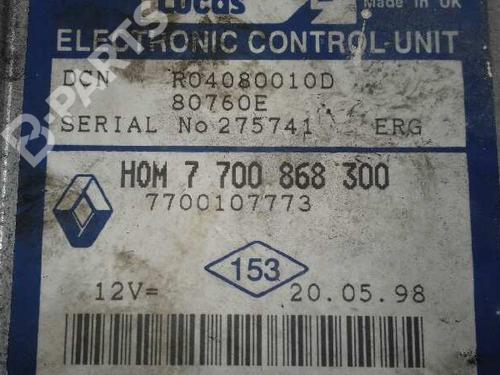 Lucas
Made in UK
ELECTRONIC CONTROL-UNIT
DCN R04080010D
80760E
SERIAL No 275741 ERG
HOM 7 700 868 300
7700107773
153
12V= 20.05.98
B-PARTS